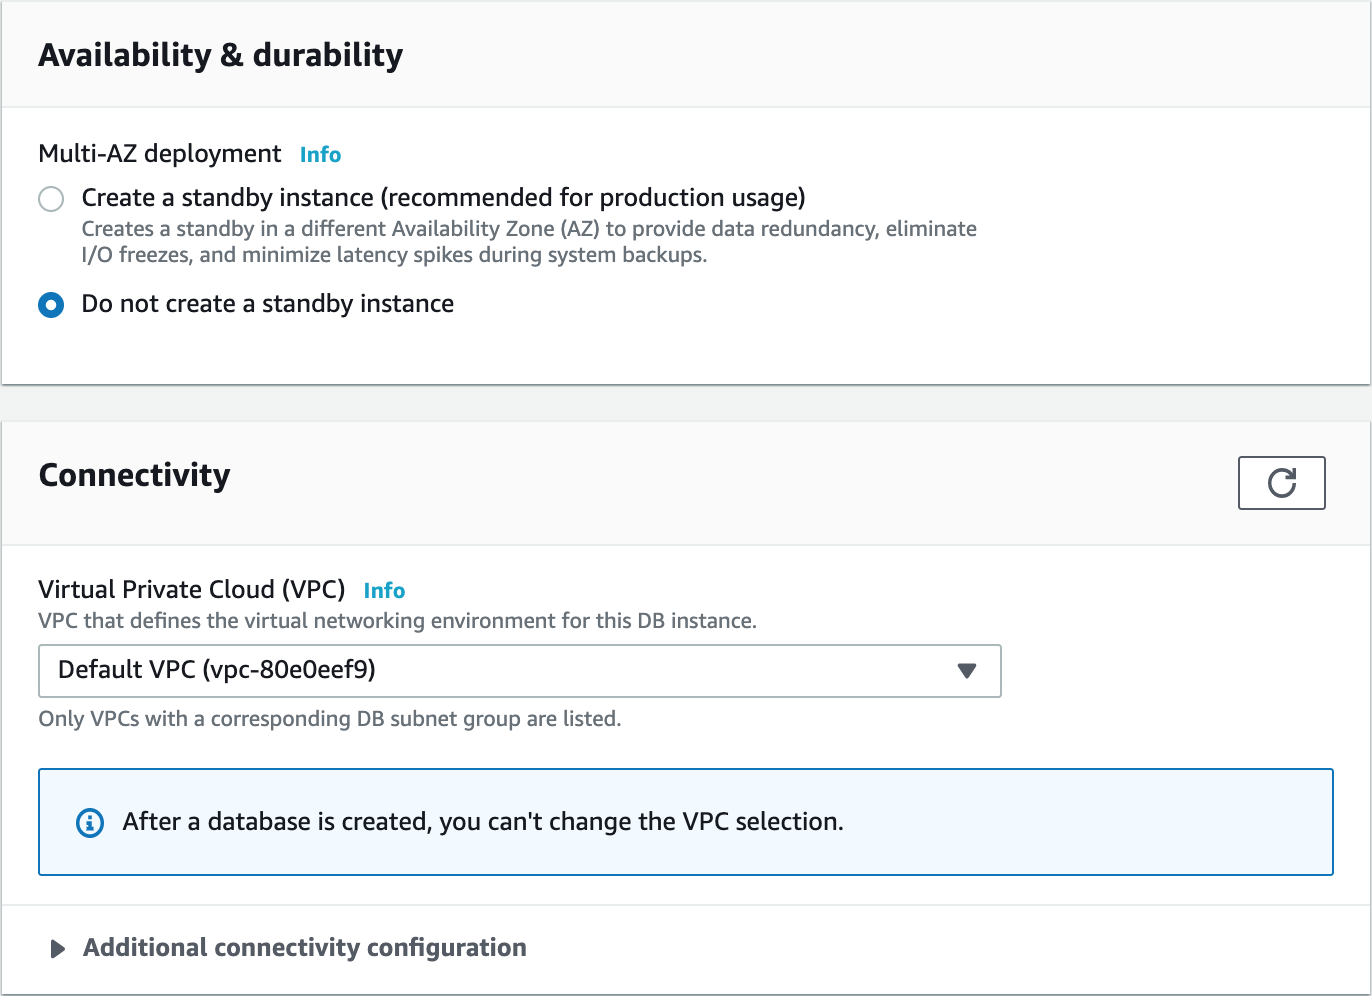 Availability & durability
Multi-AZ deployment Info
Create a standby instance (recommended for production usage)
Creates a standby in a different Availability Zone (AZ) to provide data redundancy, eliminate
I/O freezes, and minimize latency spikes during system backups.
Do not create a standby instance
Connectivity
Virtual Private Cloud (VPC) Info
VPC that defines the virtual networking environment for this DB instance.
Default VPC (vpc-80e0eef9)
Only VPCs with a corresponding DB subnet group are listed.
After a database is created, you can't change the VPC selection.
Additional connectivity configuration